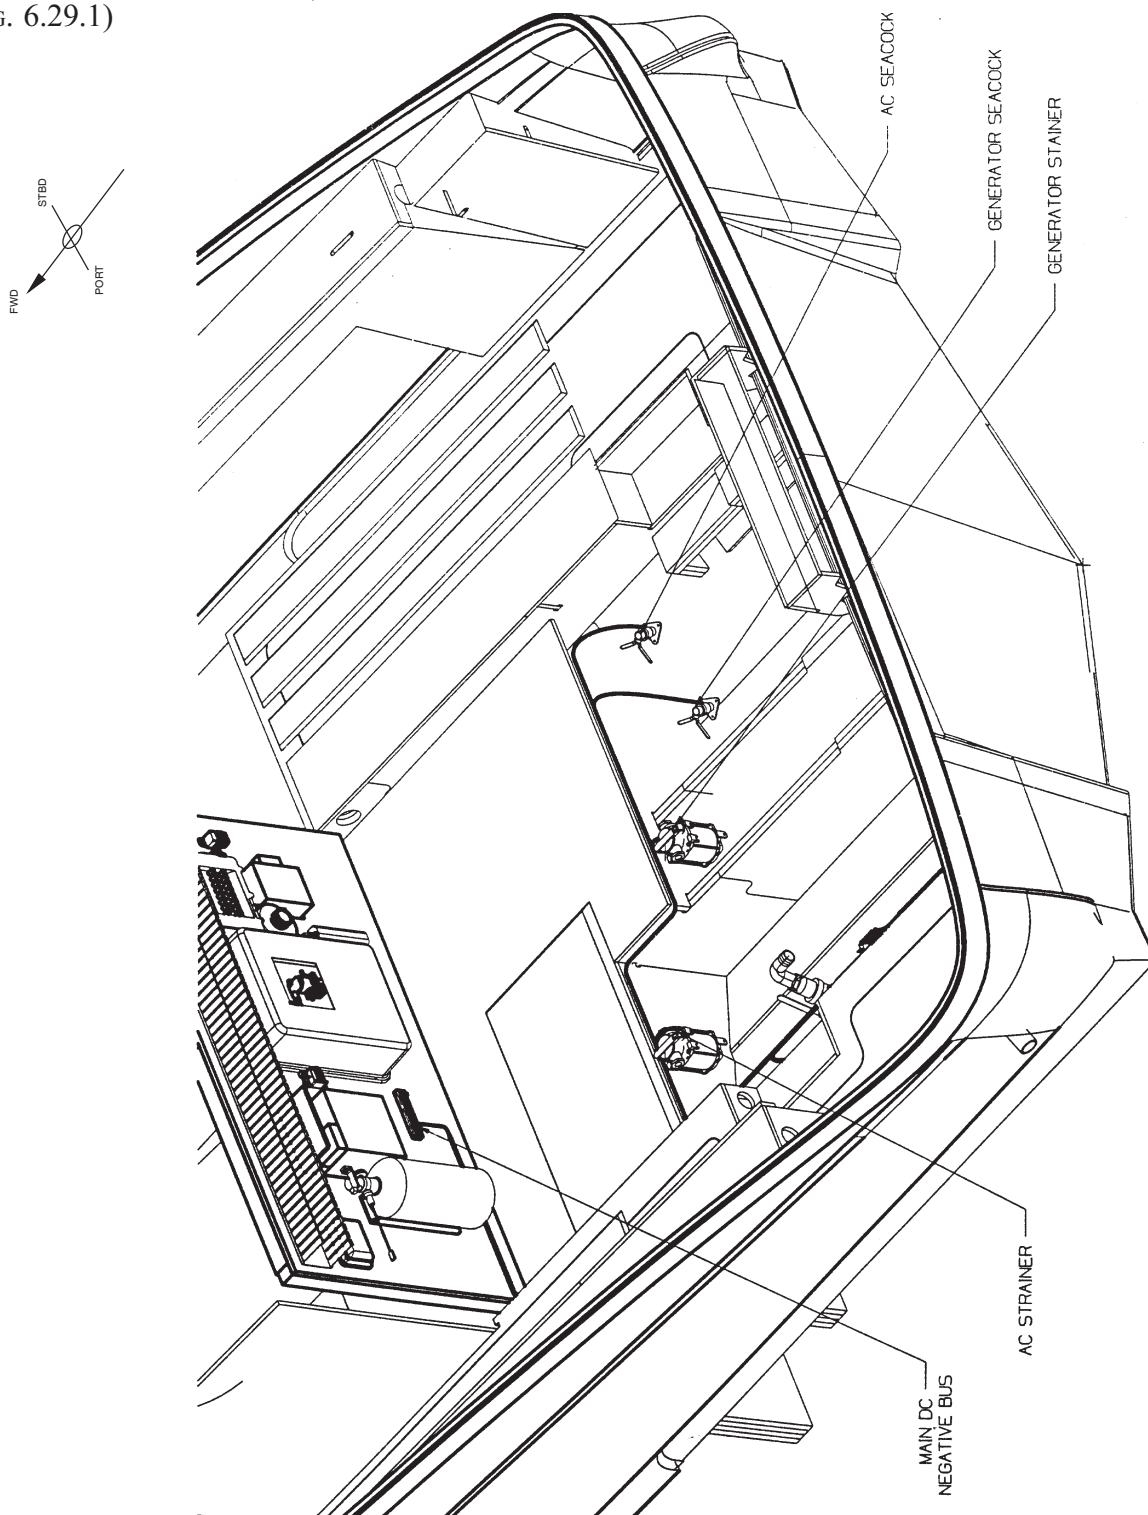 G. 6.29.1)
STBD
FWD
PORT
AC SEACOCK
GENERATOR SEACOCK
GENERATOR STAINER
AC STRAINER
MAIN DC
NEGATIVE BUS